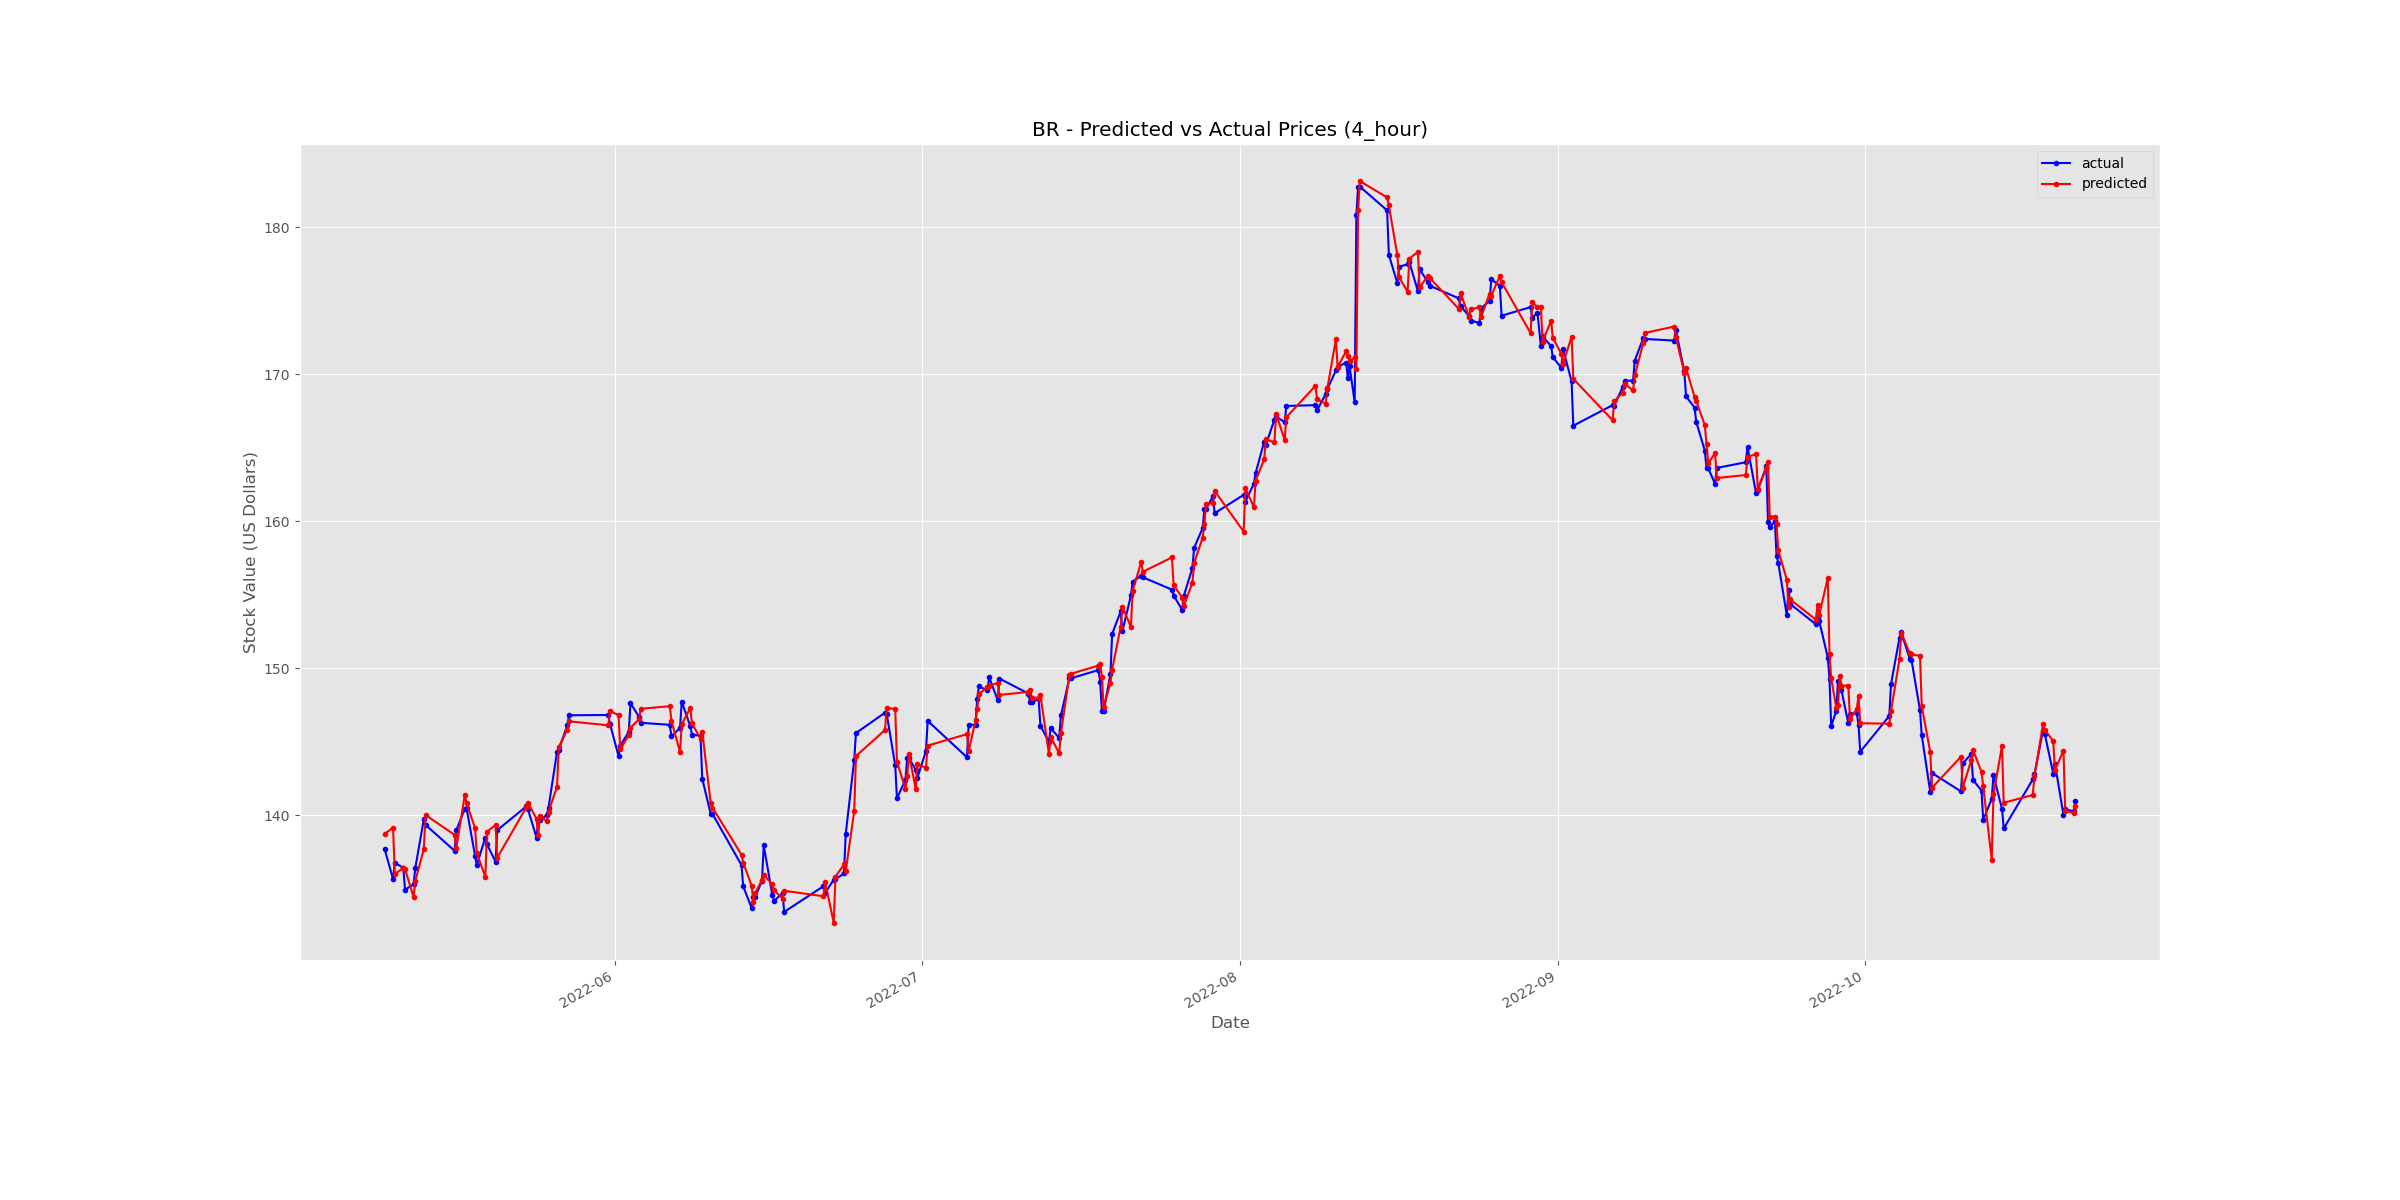 BR - Predicted vs Actual Prices (4_hour)
actual
predicted
180
170
160
150
140
Stock Value (US Dollars)
2022-06
2022-07
2022-08
2022-09
2022-10
Date